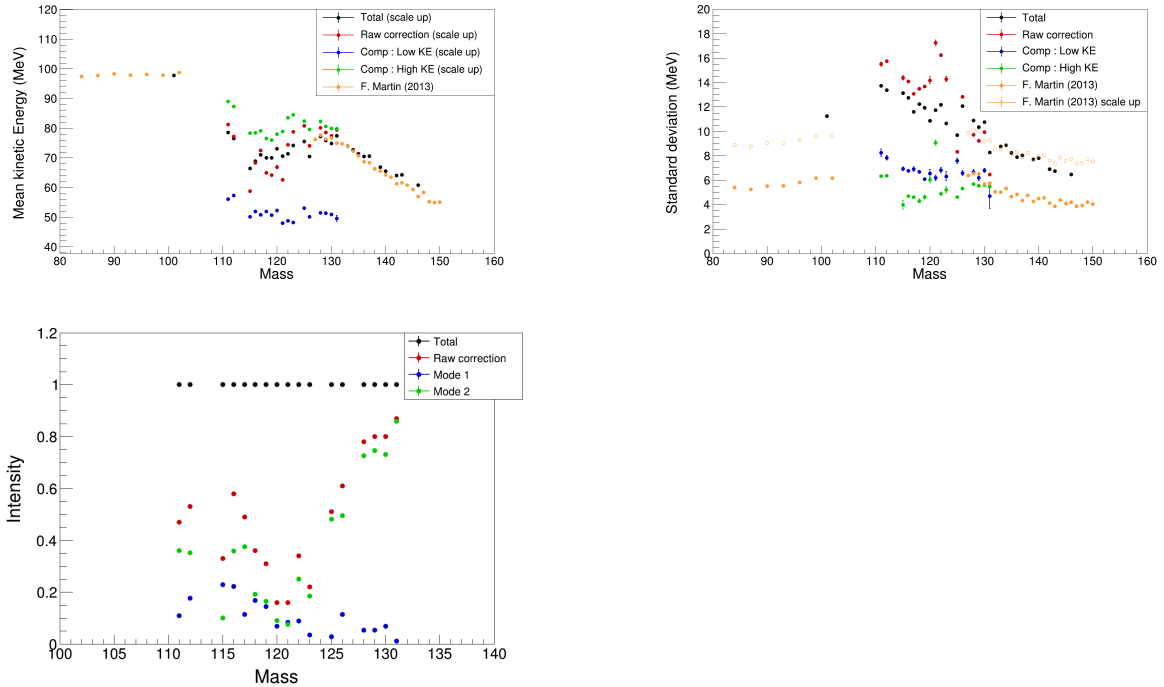 120
110
100
90
80
70
60
50
40
80 90 100 110 120 130 140 150 160
Mass
Mean kinetic Energy (MeV)
Total (scale up)
Raw correction (scale up)
Comp : Low KE (scale up)
Comp : High KE (scale up)
F. Martin (2013)
20
18
16
14
12
10
8
6
4
2
0
80 90 100 110 120 130 140 150 160
Mass
Standard deviation (MeV)
Total
Raw correction
Comp : Low KE
Comp : High KE
F. Martin (2013)
F. Martin (2013) scale up
1.2
1
0.8
0.6
0.4
0.2
0
100 105 110 115 120 125 130 135 140
Mass
Intensity
Total
Raw correction
Mode 1
Mode 2